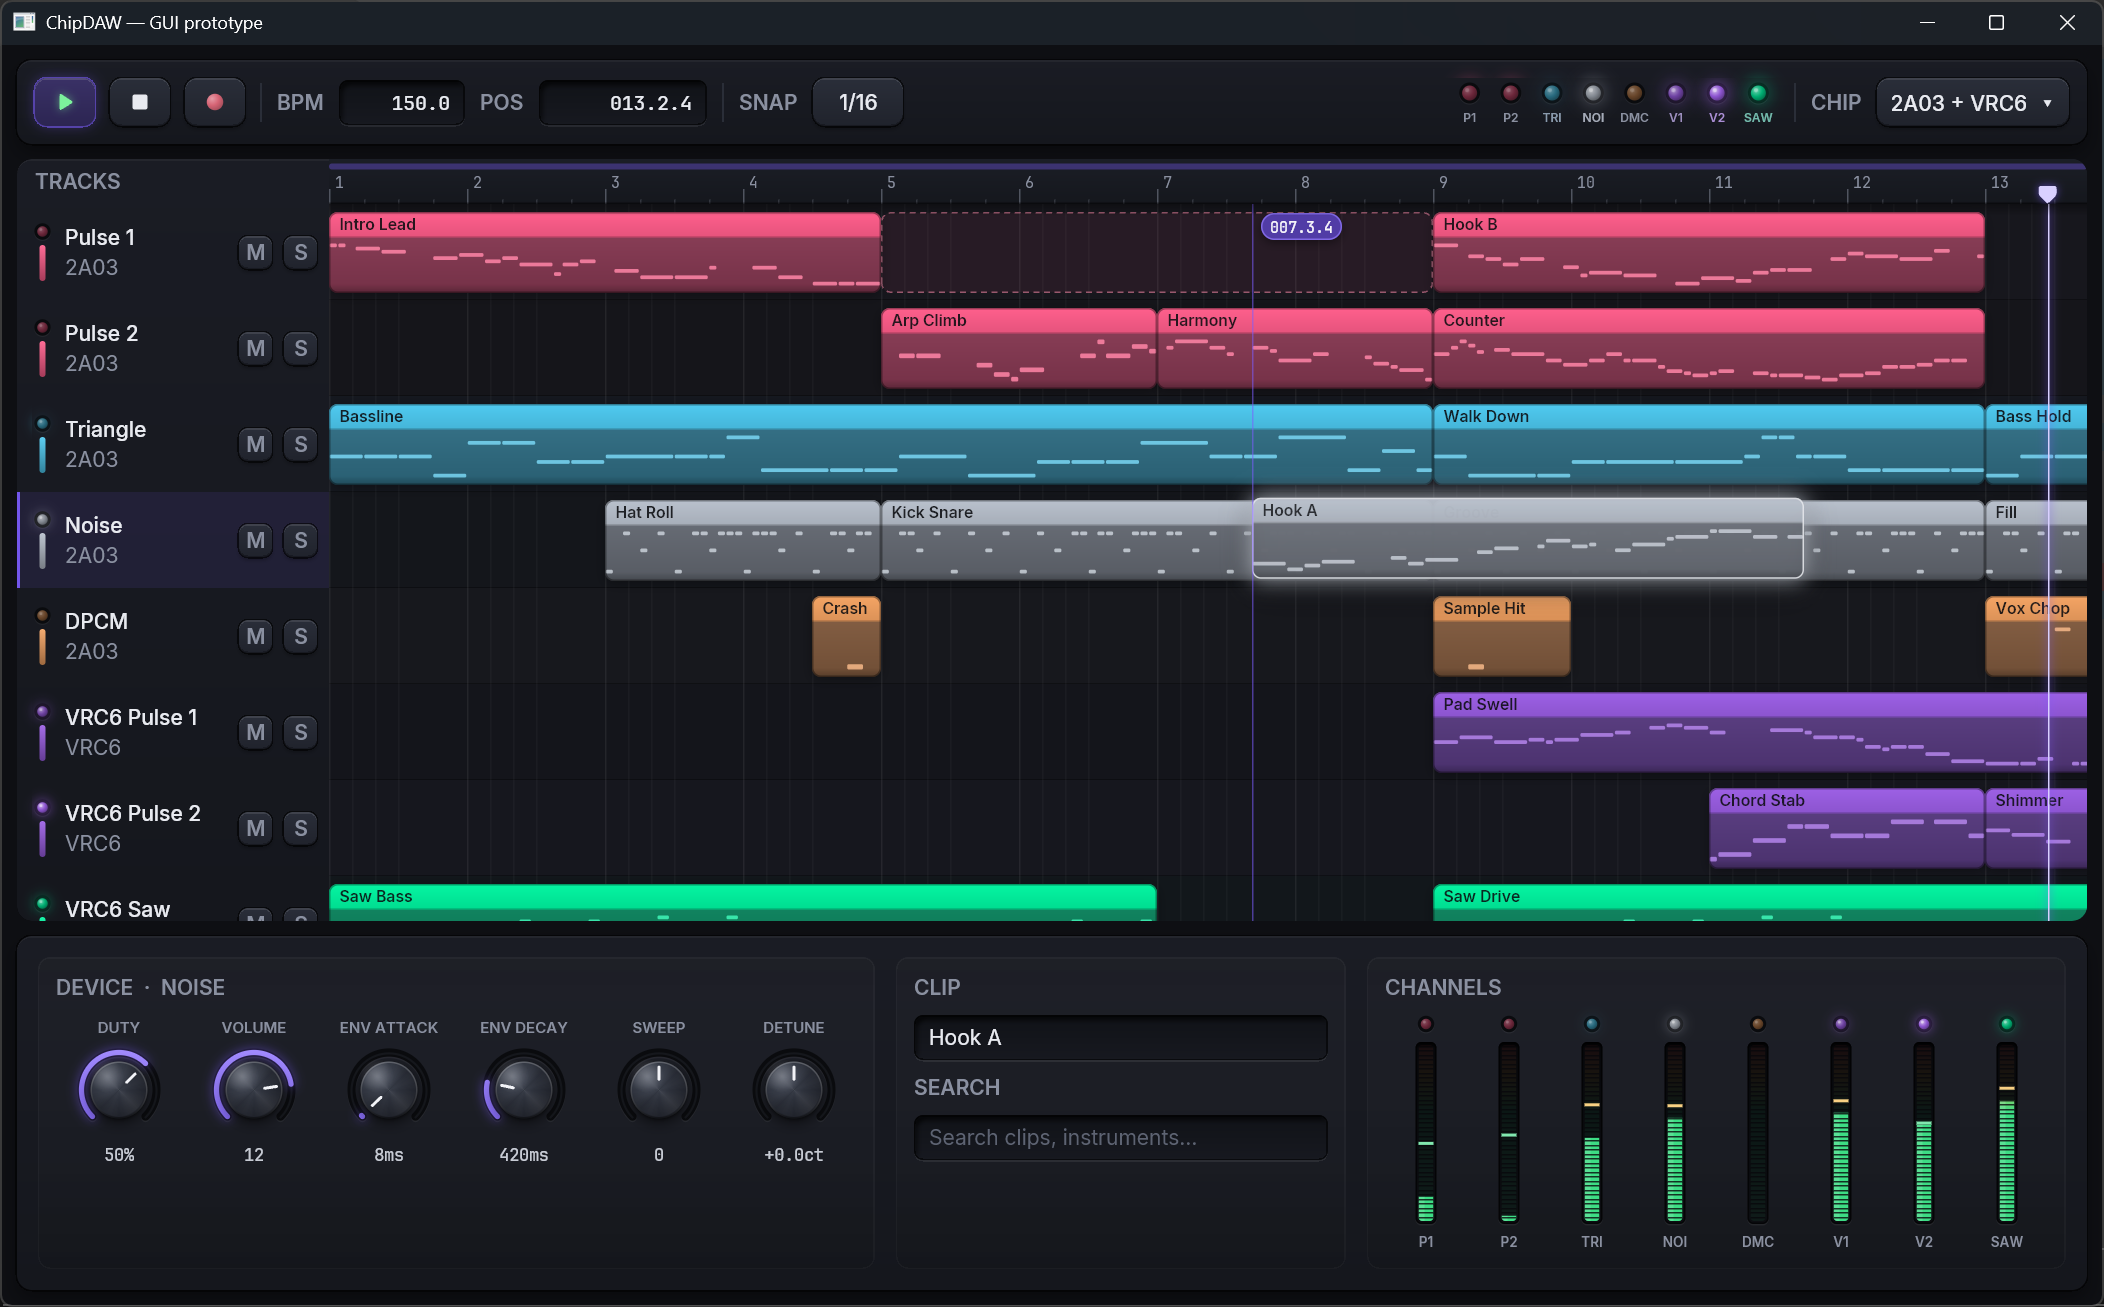 ChipDAW — GUI prototype
BPM 150.0 POS 013.2.4 SNAP 1/16
P1 P2 TRI NOI DMC V1 V2 SAW
CHIP 2A03 + VRC6
TRACKS
1 2 3 4 5 6 7 8 9 10 11 12 13
Pulse 1
2A03
M S
Intro Lead
007.3.4
Hook B
Pulse 2
2A03
M S
Arp Climb
Harmony
Counter
Triangle
2A03
M S
Bassline
Walk Down
Bass Hold
Noise
2A03
M S
Hat Roll
Kick Snare
Hook A
Fill
DPCM
2A03
M S
Crash
Sample Hit
Vox Chop
VRC6 Pulse 1
VRC6
M S
Pad Swell
VRC6 Pulse 2
VRC6
M S
Chord Stab
Shimmer
VRC6 Saw
M S
Saw Bass
Saw Drive
DEVICE · NOISE
DUTY VOLUME ENV ATTACK ENV DECAY SWEEP DETUNE
50% 12 8ms 420ms 0 +0.0ct
CLIP
Hook A
SEARCH
Search clips, instruments...
CHANNELS
P1 P2 TRI NOI DMC V1 V2 SAW